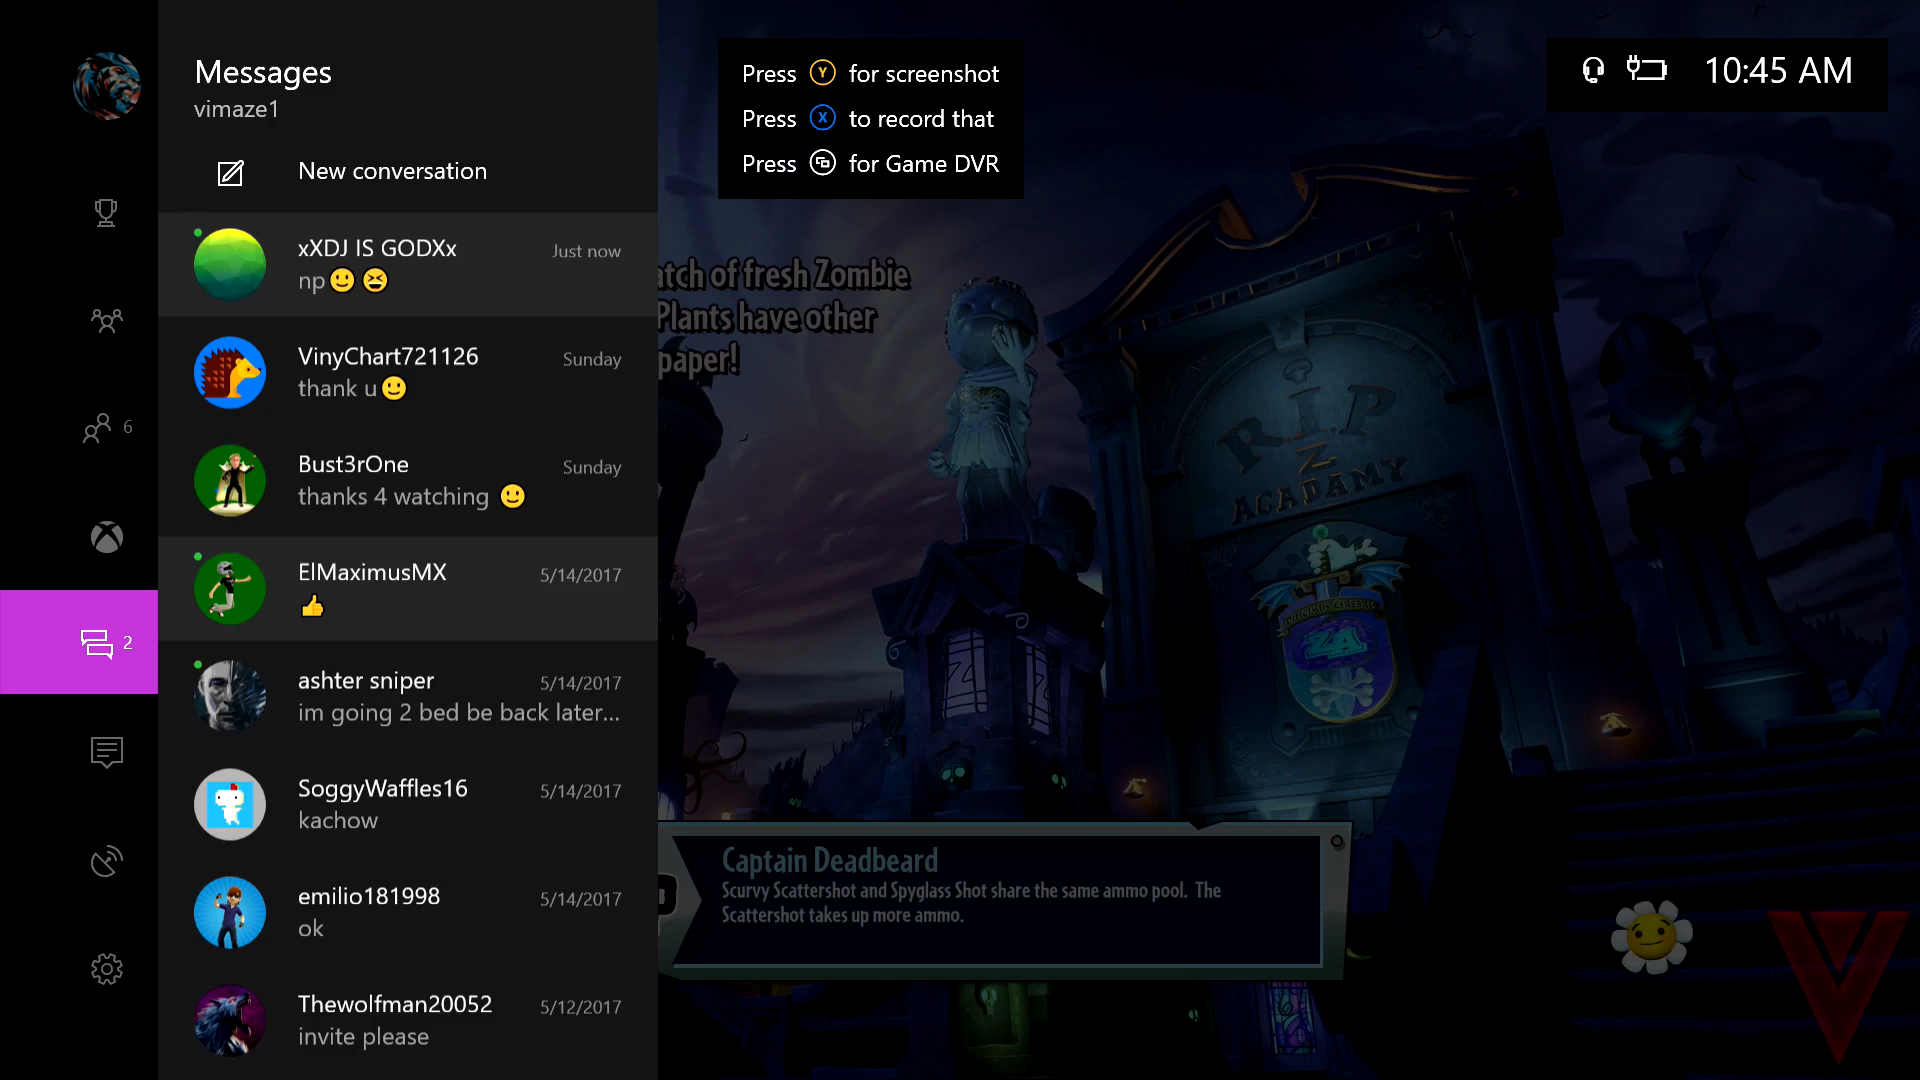 Messages
vimaze1
New conversation
xXDJ IS GODXx
Just now
np🙂 😆
VinyChart721126
Sunday
thank u🙂
Bust3rOne
Sunday
thanks 4 watching 🙂
ElMaximusMX
5/14/2017
👍
ashter sniper
5/14/2017
im going 2 bed be back later...
SoggyWaffles16
5/14/2017
kachow
emilio181998
5/14/2017
ok
Thewolfman20052
5/12/2017
invite please
6
2
Press Y for screenshot
Press X to record that
Press for Game DVR
10:45 AM
atch of fresh Zombie
Plants have other
paper!
R.I.P
Z
ACADAMY
ZA
Captain Deadbeard
Scurvy Scattershot and Spyglass Shot share the same ammo pool. The
Scattershot takes up more ammo.
V